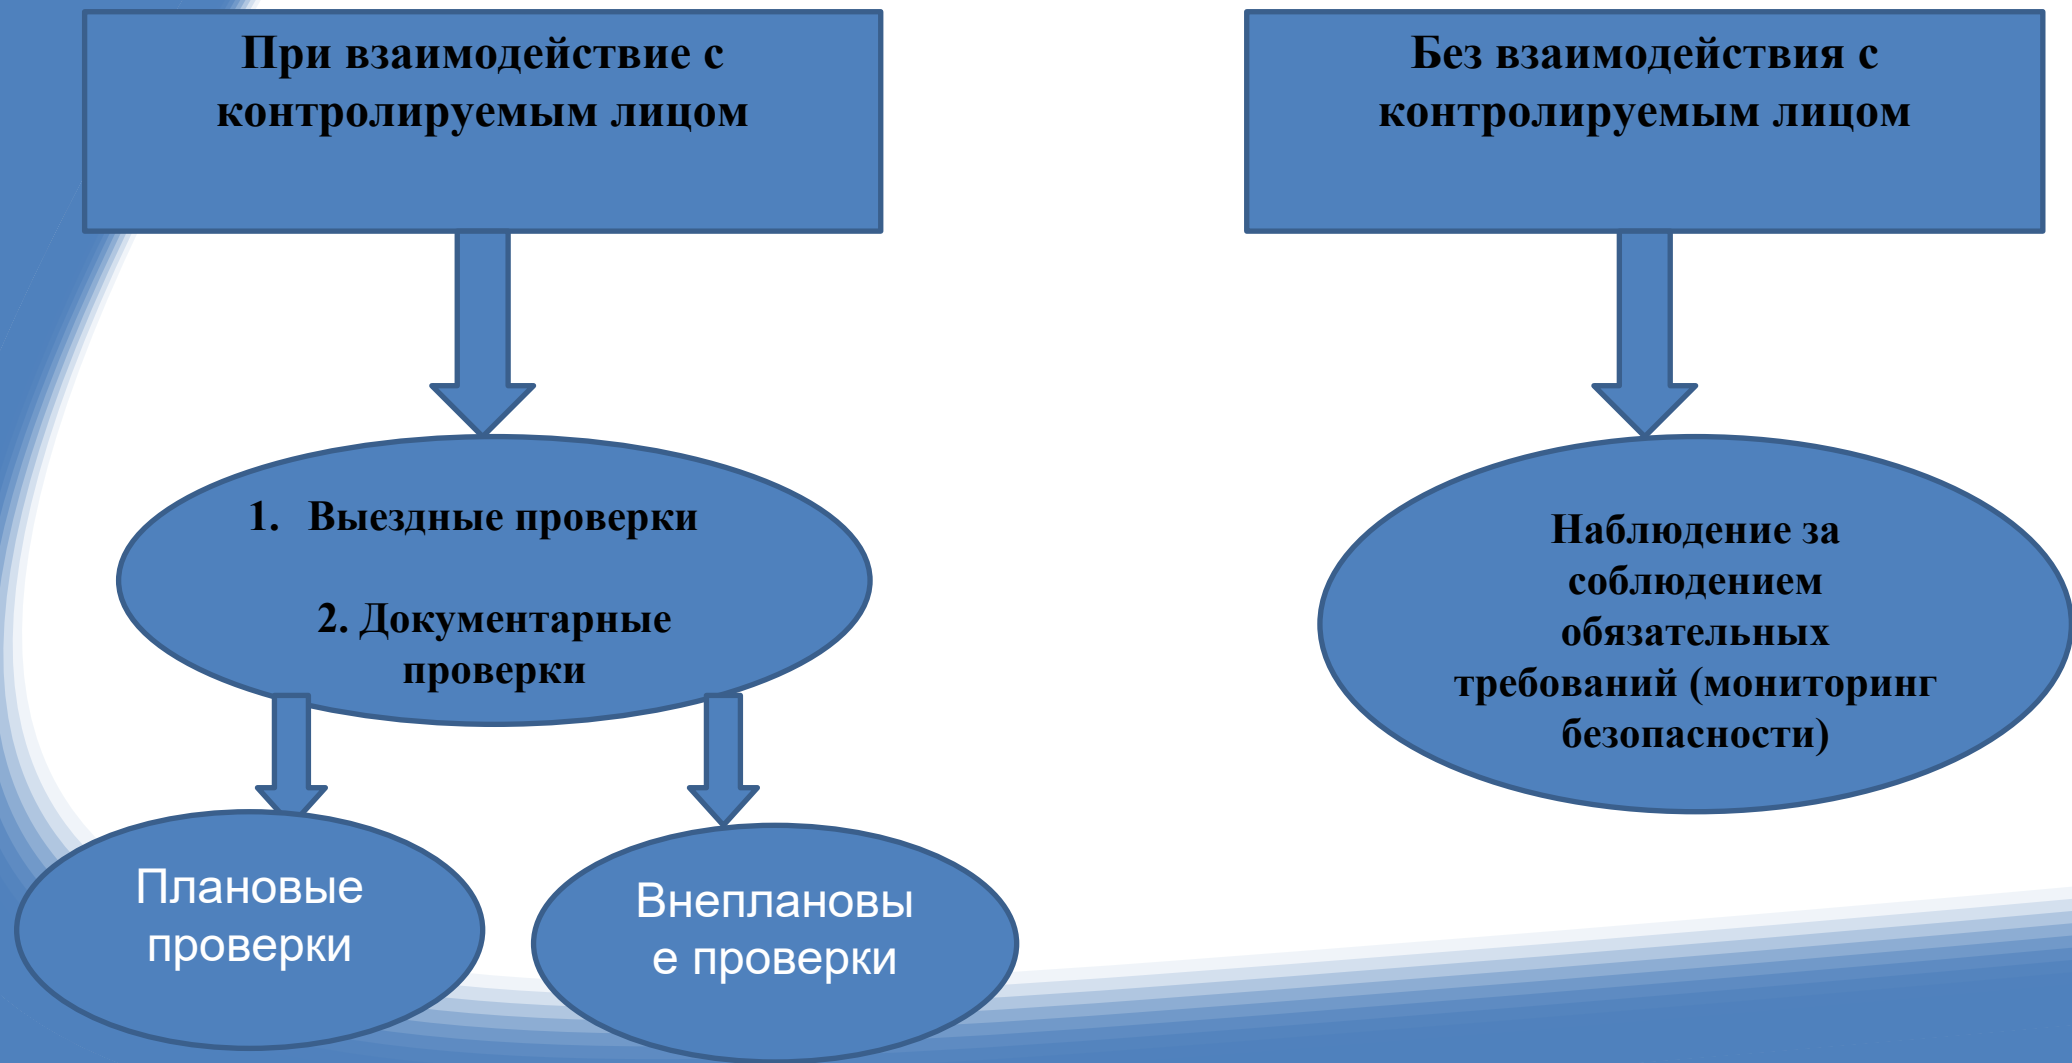 При взаимодействие с
контролируемым лицом
Без взаимодействия с
контролируемым лицом
1. Выездные проверки
2. Документарные
проверки
Наблюдение за
соблюдением
обязательных
требований (мониторинг
безопасности)
Плановые
проверки
Внеплановы
е проверки